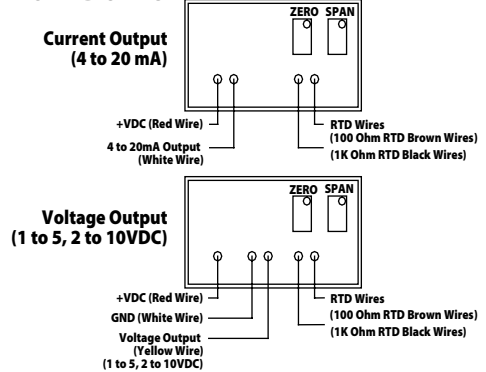 ZERO SPAN
Current Output
(4 to 20 mA)
+VDC (Red Wire)
4 to 20mA Output
(White Wire)
RTD Wires
(100 Ohm RTD Brown Wires)
(1K Ohm RTD Black Wires)
ZERO SPAN
Voltage Output
(1 to 5, 2 to 10VDC)
+VDC (Red Wire)
GND (White Wire)
Voltage Output
(Yellow Wire)
(1 to 5, 2 to 10VDC)
RTD Wires
(100 Ohm RTD Brown Wires)
(1K Ohm RTD Black Wires)